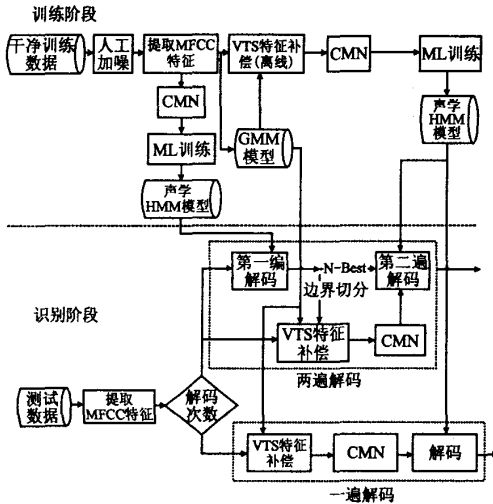 训练阶段
干净训练
数据
人工
加噪
提取MFCC
特征
VTS特征补
偿(离线)
CMN
ML训练
CMN
ML训练
声学
HMM模型
GMM
模型
声学
HMM模型
第一编
解码
N-Best
边界切分
第二遍
解码
识别阶段
VTS特征
补偿
CMN
两遍解码
测试
数据
提取
MFCC特征
解码
次数
VTS特征
补偿
CMN
解码
一遍解码